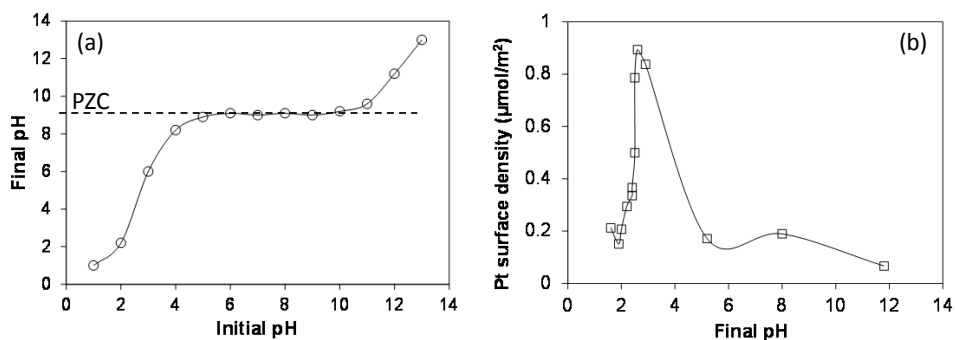 (a)
14
12
10
8
6
4
2
0
Final pH
PZC
0 2 4 6 8 10 12 14
Initial pH
(b)
1
0.8
0.6
0.4
0.2
0
Pt surface density (μmol/m²)
0 2 4 6 8 10 12 14
Final pH